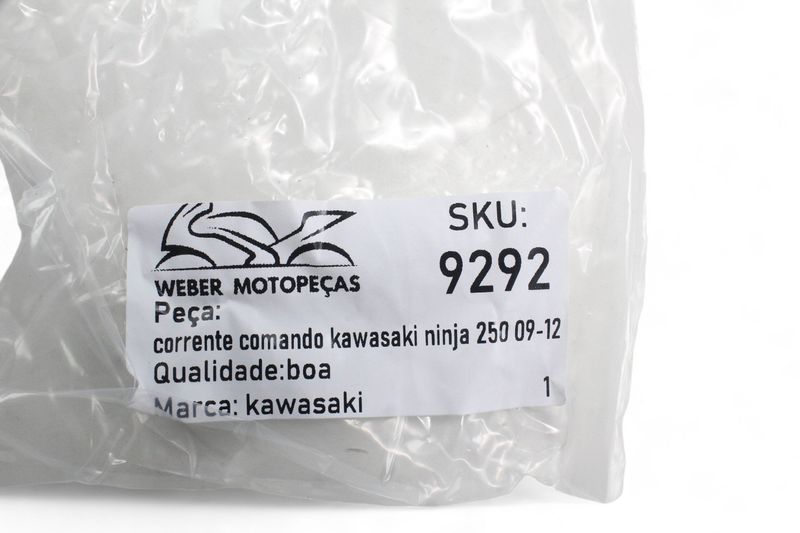 WEBER MOTOPEÇAS
SKU:
9292
Peça:
corrente comando kawasaki ninja 250 09-12
Qualidade:boa
Marca: kawasaki
1